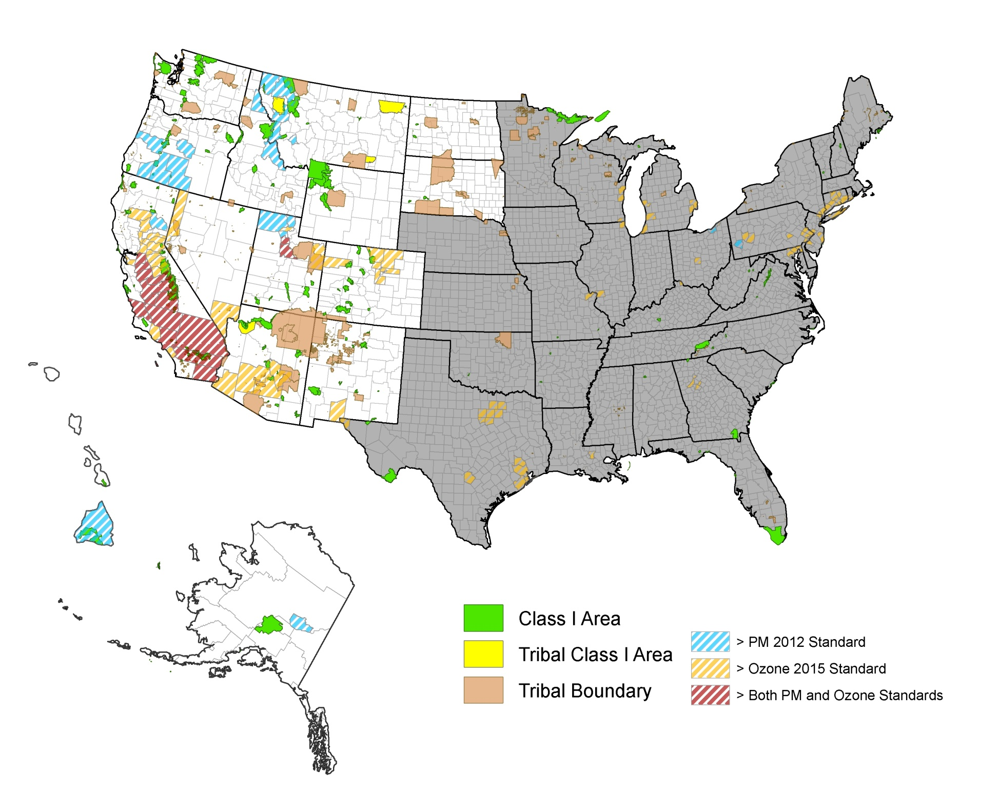 Class I Area
Tribal Class I Area
Tribal Boundary
> PM 2012 Standard
> Ozone 2015 Standard
> Both PM and Ozone Standards